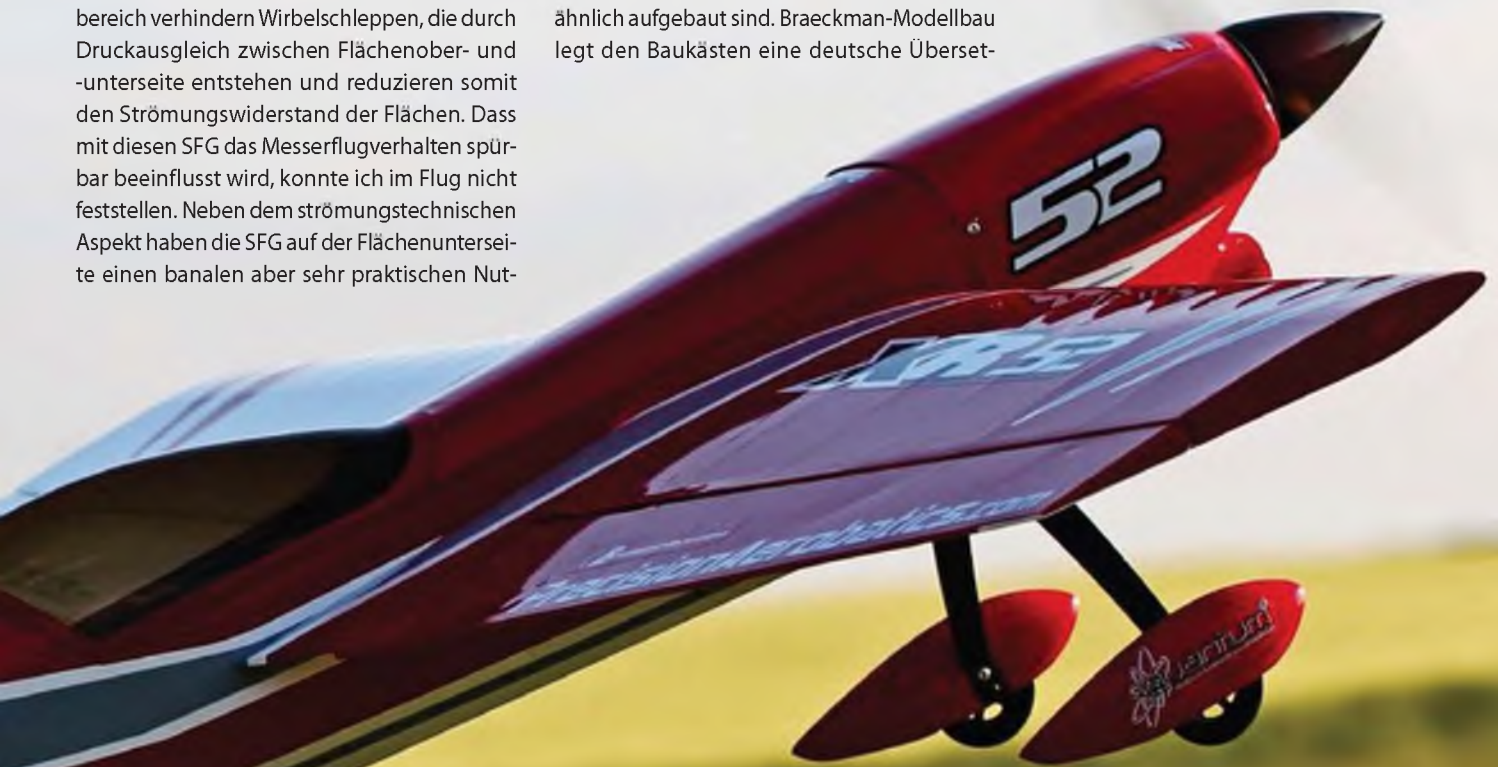 bereich verhindern Wirbelschleppen, die durch
Druckausgleich zwischen Flächenober- und
-unterseite entstehen und reduzieren somit
den Strömungswiderstand der Flächen. Dass
mit diesen SFG das Messerflugverhalten spür-
bar beeinflusst wird, konnte ich im Flug nicht
feststellen. Neben dem strömungstechnischen
Aspekt haben die SFG auf der Flächenuntersei-
te einen banalen aber sehr praktischen Nut-
ähnlich aufgebaut sind. Braeckman-Modellbau
legt den Baukästen eine deutsche Überset-
52
XR52
PrecisionAerobatics.com